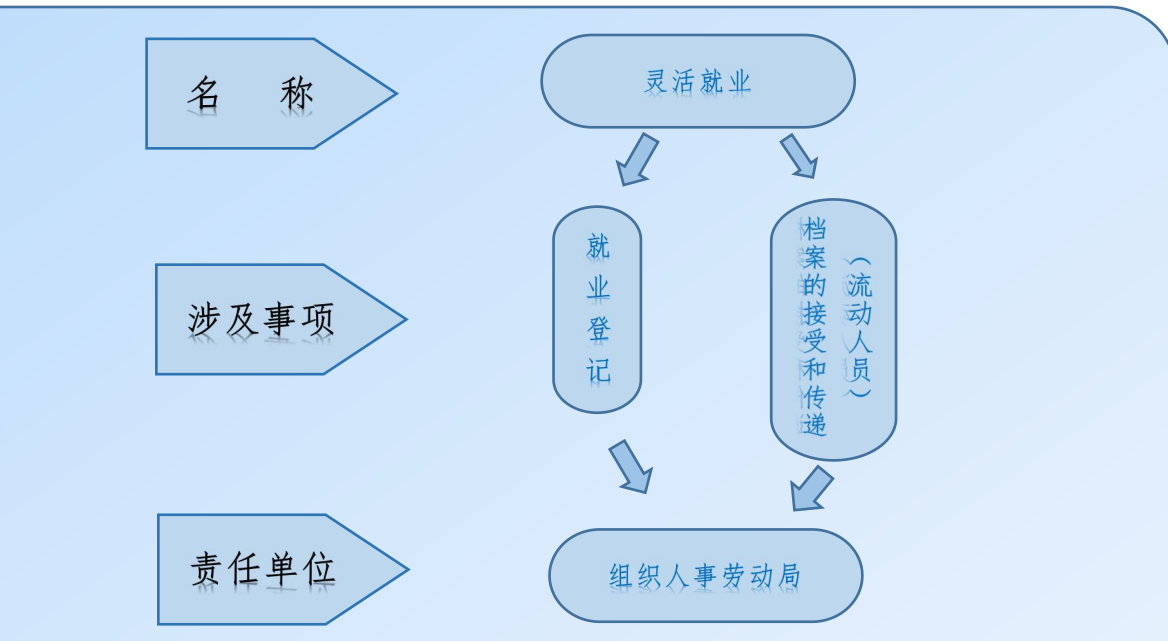 名 称
灵活就业
涉及事项
就业登记
（流动人员）
档案的接受和传递
责任单位
组织人事劳动局